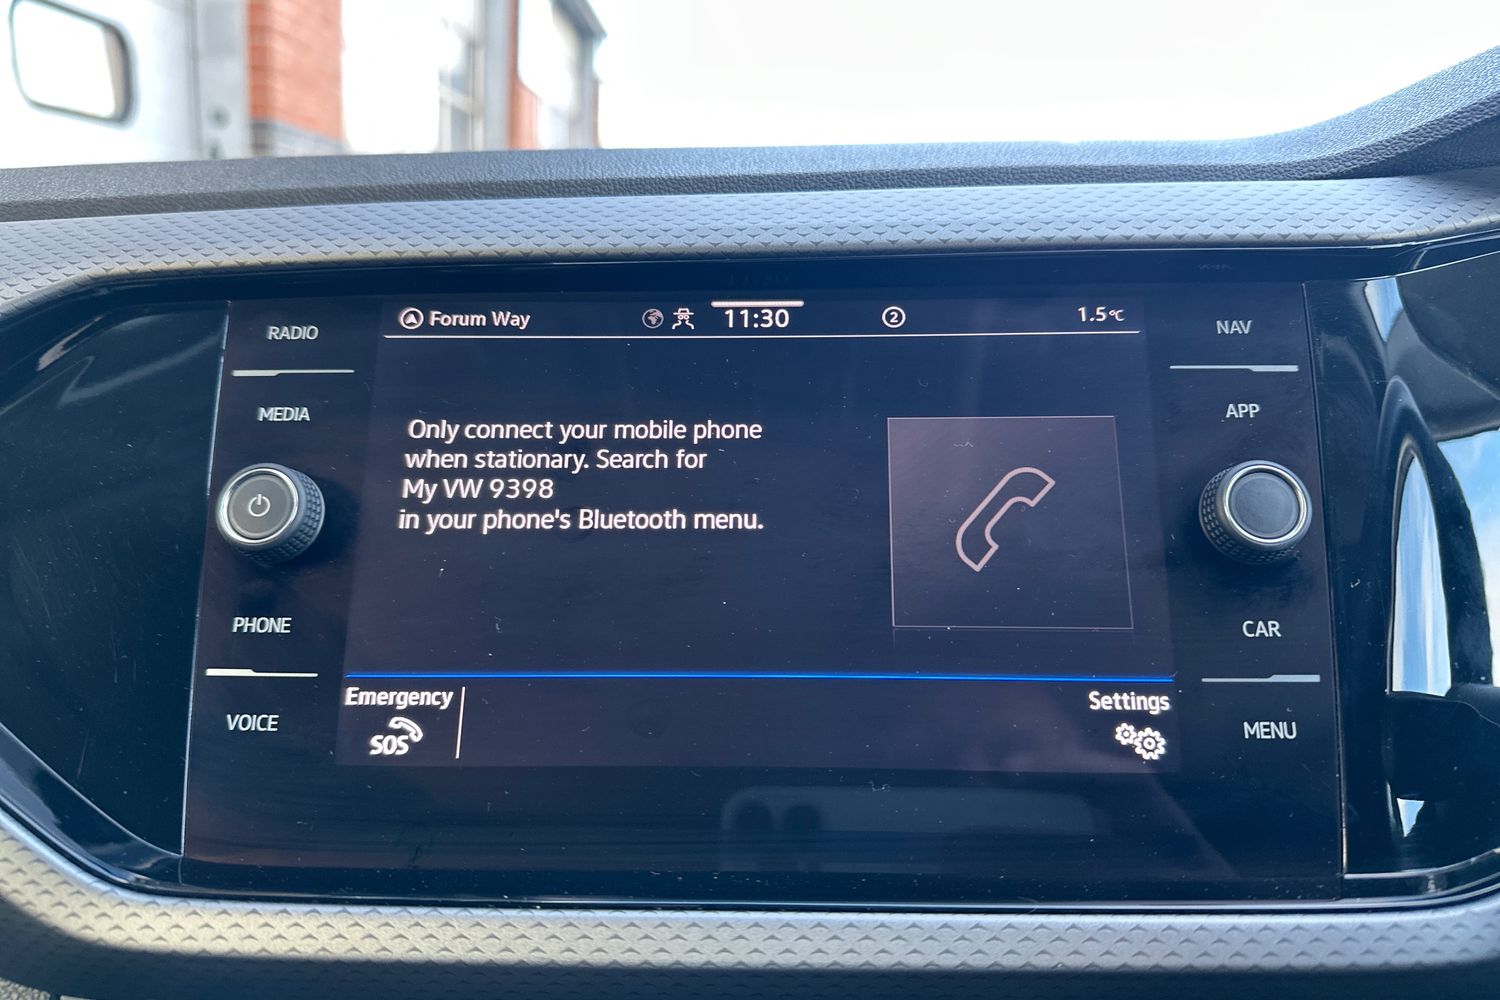 RADIO
MEDIA
PHONE
VOICE
Forum Way
11:30
2
1.5°C
Only connect your mobile phone
when stationary. Search for
My VW 9398
in your phone's Bluetooth menu.
Emergency
SOS
Settings
NAV
APP
CAR
MENU